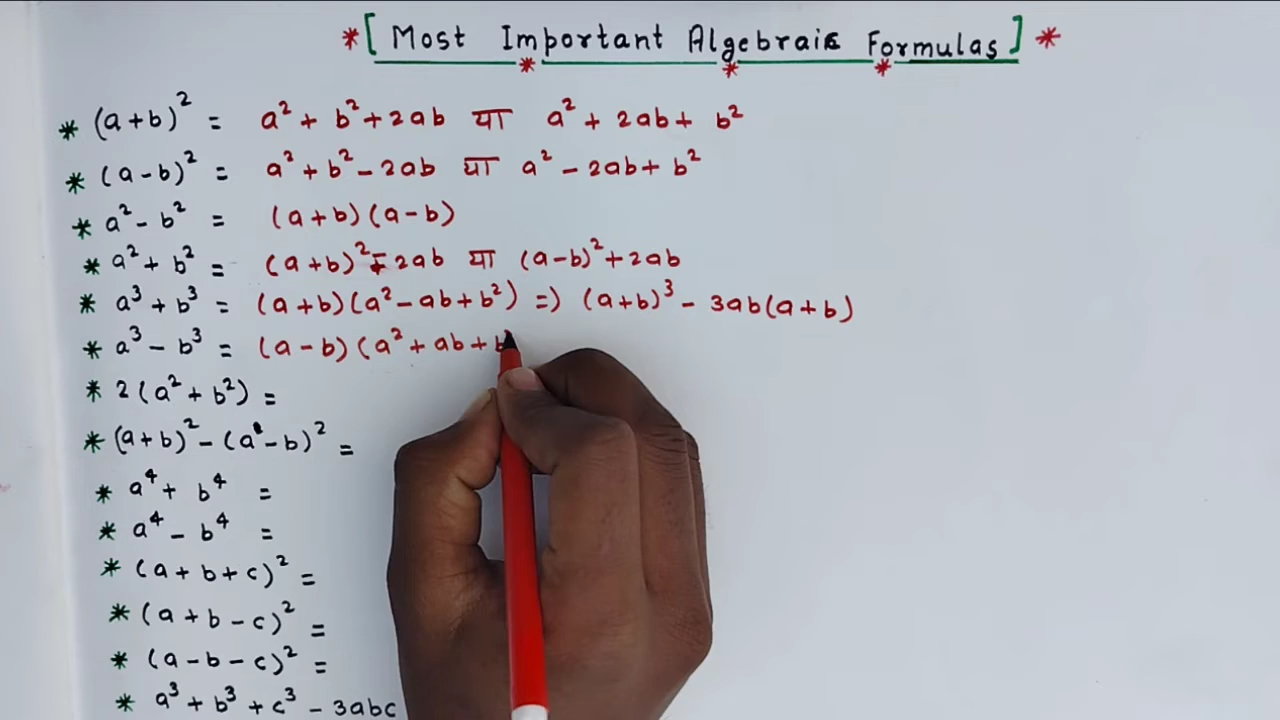 *[Most Important Algebraic Formulas]*
* * *
* (a+b)² = a² + b² + 2ab या a² + 2ab + b²
* (a-b)² = a² + b² - 2ab या a² - 2ab + b²
* a² - b² = (a+b)(a-b)
* a² + b² = (a+b)² - 2ab या (a-b)² + 2ab
* a³ + b³ = (a+b)(a² - ab + b²) =) (a+b)³ - 3ab(a+b)
* a³ - b³ = (a-b)(a² + ab + b
* 2(a² + b²) =
* (a+b)² - (a-b)² =
* a⁴ + b⁴ =
* a⁴ - b⁴ =
* (a+b+c)² =
* (a+b-c)² =
* (a-b-c)² =
* a³ + b³ + c³ - 3abc